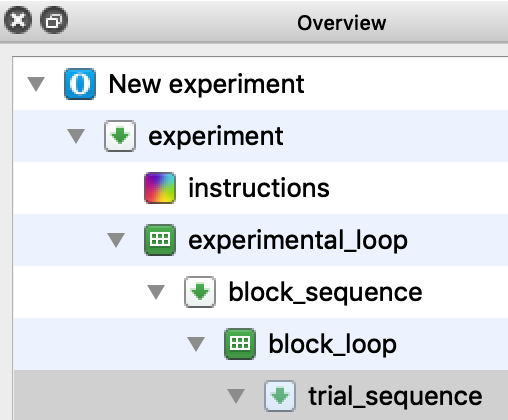 Overview
New experiment
experiment
instructions
experimental_loop
block_sequence
block_loop
trial_sequence